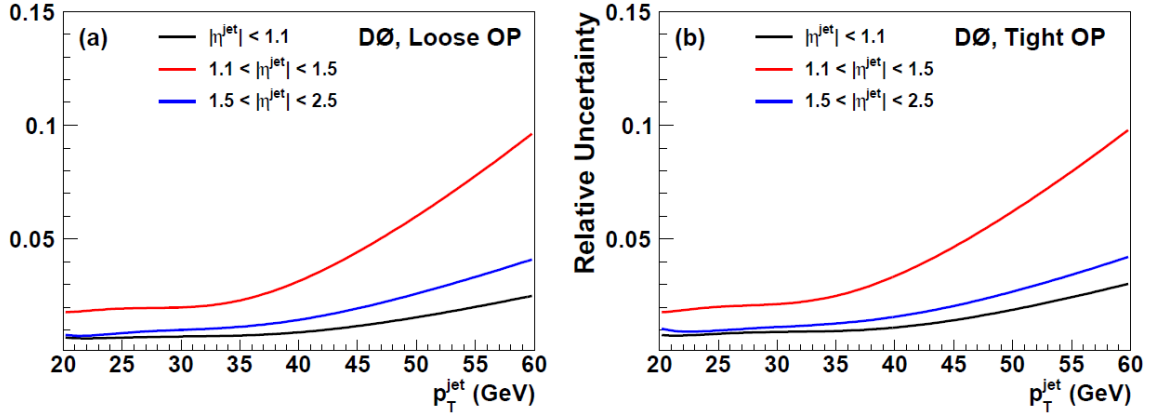 0.15
(a)
|η^jet| < 1.1
DØ, Loose OP
1.1 < |η^jet| < 1.5
1.5 < |η^jet| < 2.5
0.1
0.05
20 25 30 35 40 45 50 55 60
p_T^jet (GeV)
Relative Uncertainty
0.15
(b)
|η^jet| < 1.1
DØ, Tight OP
1.1 < |η^jet| < 1.5
1.5 < |η^jet| < 2.5
0.1
0.05
20 25 30 35 40 45 50 55 60
p_T^jet (GeV)